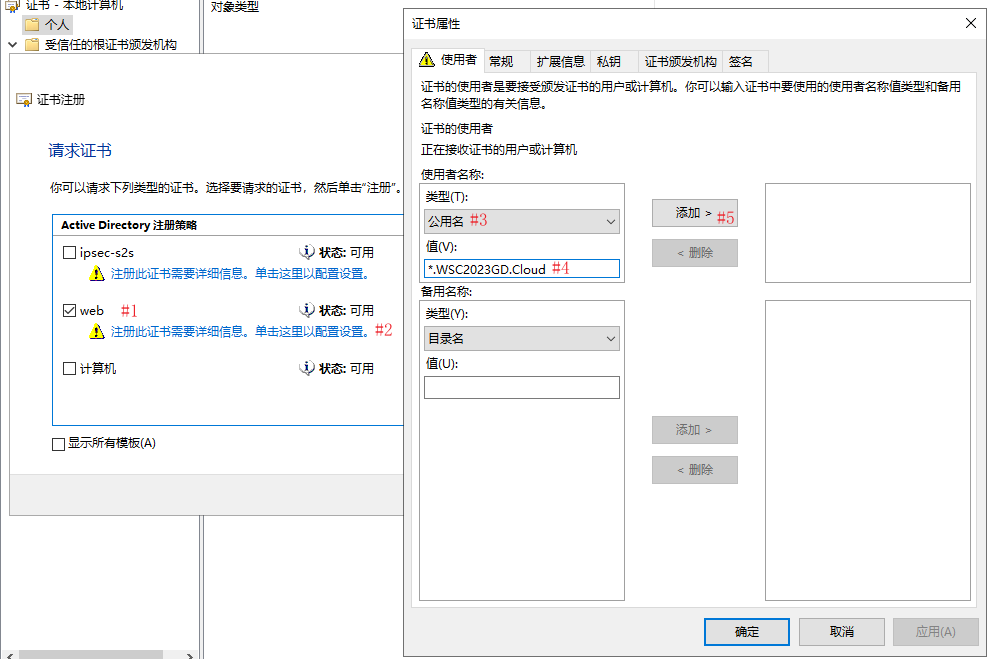 证书 - 本地计算机
个人
受信任的根证书颁发机构
对象类型
证书注册
请求证书
你可以请求下列类型的证书。选择要请求的证书，然后单击“注册”。
Active Directory 注册策略
ipsec-s2s
状态: 可用
注册此证书需要详细信息。单击这里以配置设置。
web #1
状态: 可用
注册此证书需要详细信息。单击这里以配置设置。#2
计算机
状态: 可用
显示所有模板(A)
证书属性
使用者 常规 扩展信息 私钥 证书颁发机构 签名
证书的使用者是要接受颁发证书的用户或计算机。你可以输入证书中要使用的使用者名称值类型和备用
名称值类型的有关信息。
证书的使用者
正在接收证书的用户或计算机
使用者名称:
类型(T):
公用名 #3
值(V):
*.WSC2023GD.Cloud #4
添加 > #5
< 删除
备用名称:
类型(Y):
目录名
值(U):
添加 >
< 删除
确定 取消 应用(A)